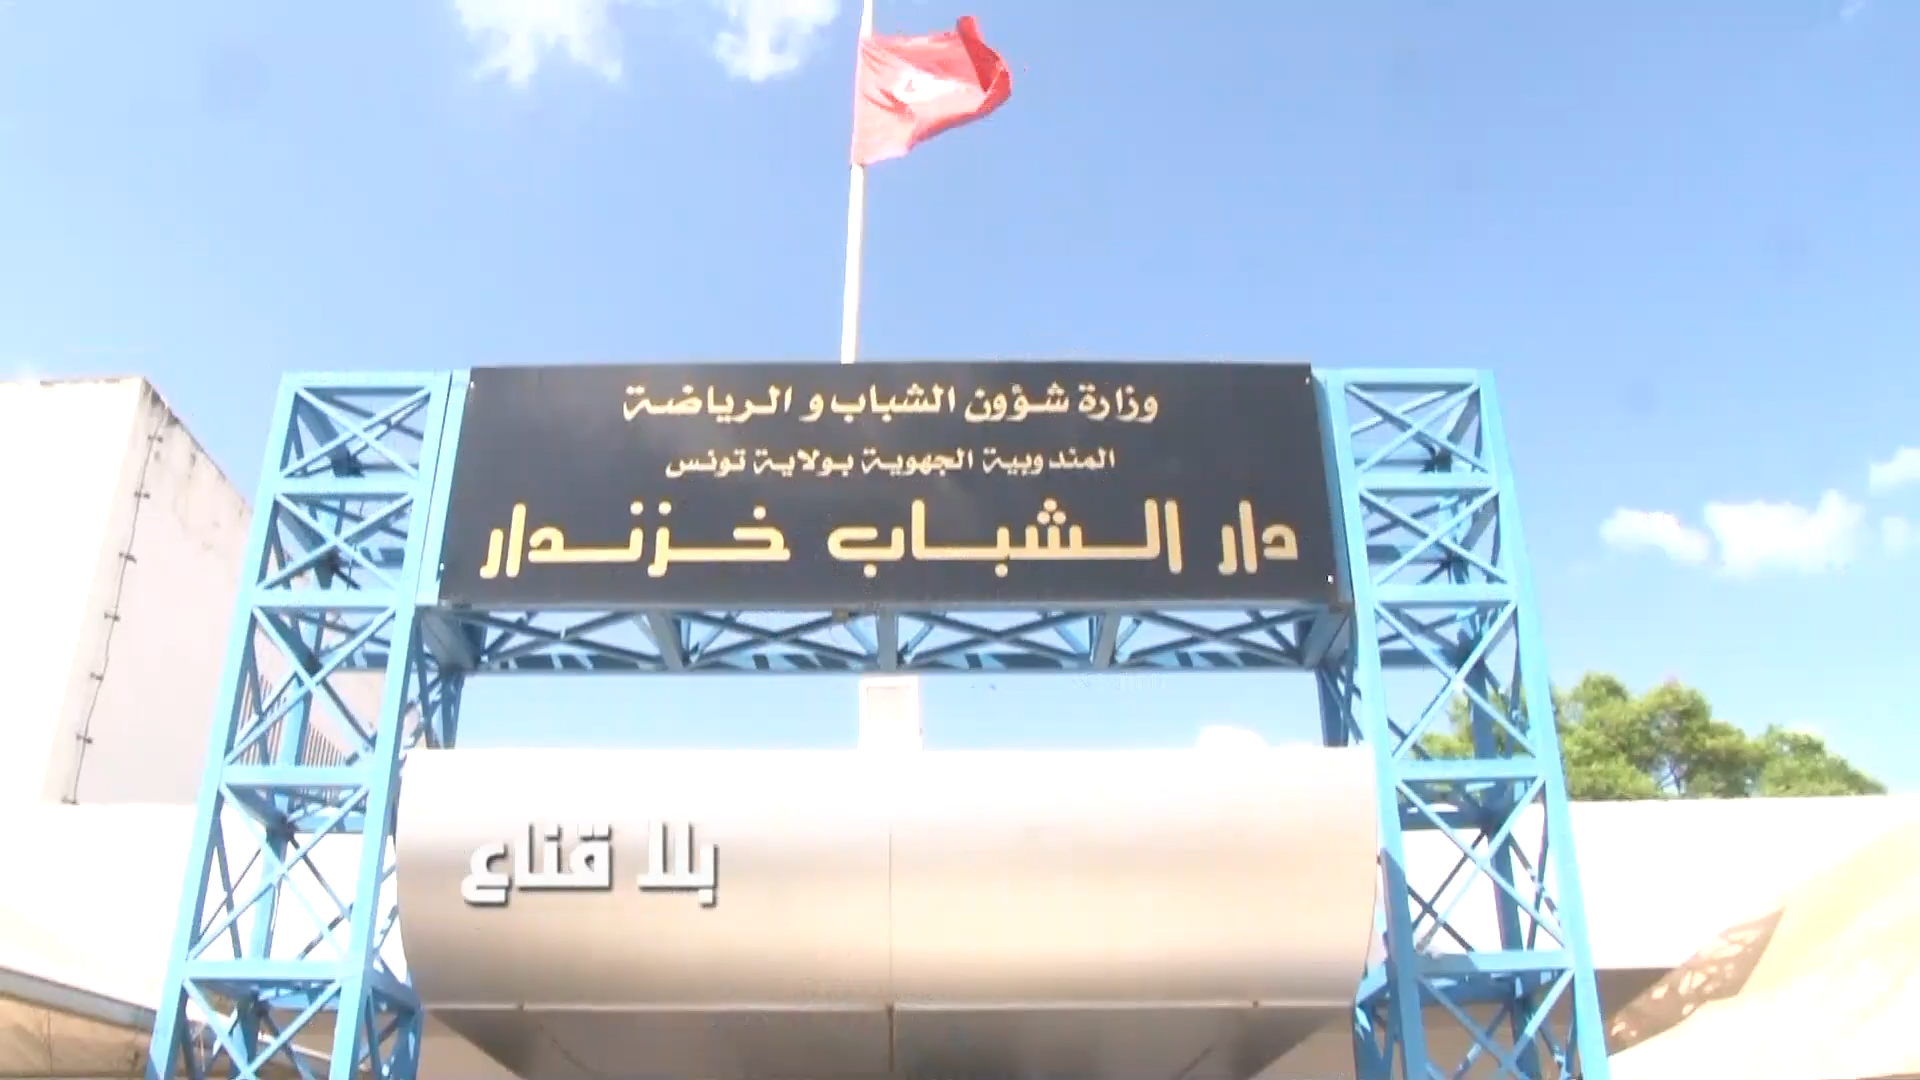 وزارة شؤون الشباب و الرياضة
المندوبية الجهوية بولاية تونس
دار الشباب خزندار
بلا قناع